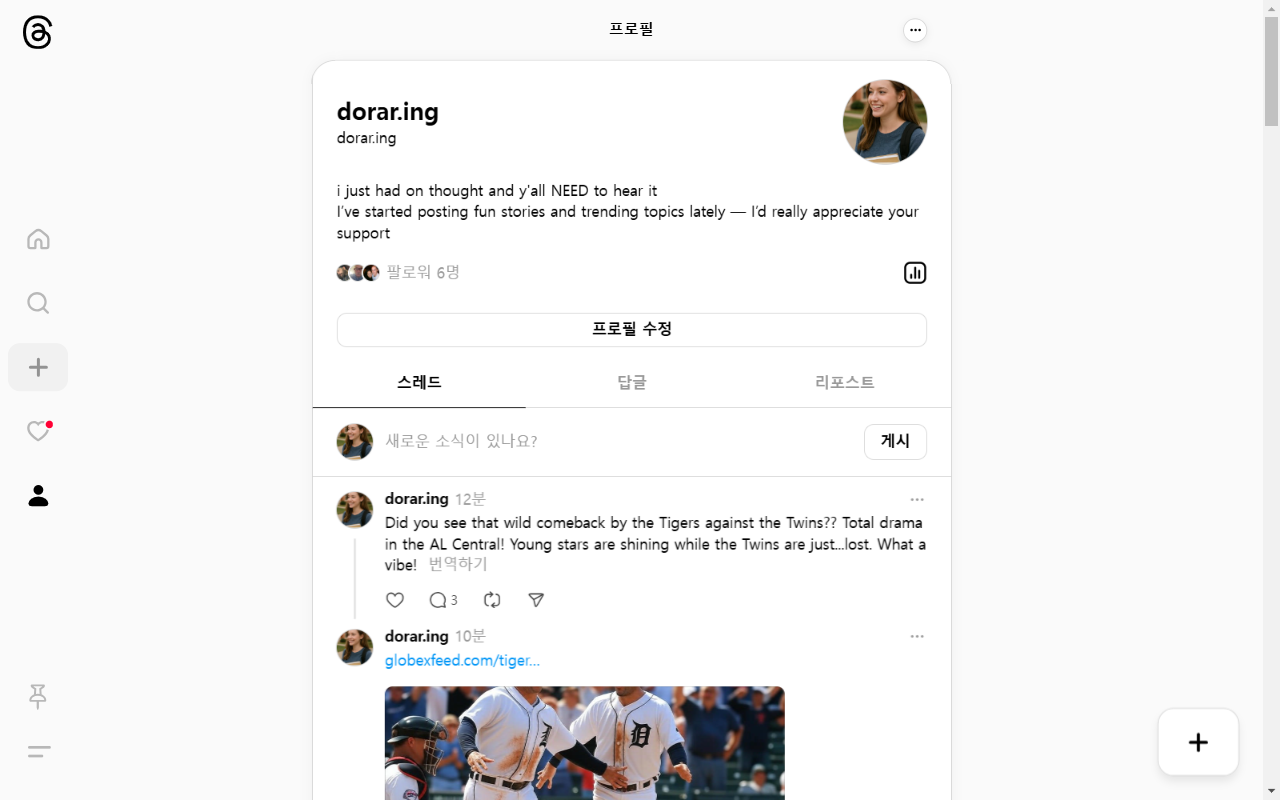 프로필
dorar.ing
dorar.ing
i just had on thought and y'all NEED to hear it
I've started posting fun stories and trending topics lately — I'd really appreciate your
support
팔로워 6명
프로필 수정
스레드 답글 리포스트
새로운 소식이 있나요? 게시
dorar.ing 12분
Did you see that wild comeback by the Tigers against the Twins?? Total drama
in the AL Central! Young stars are shining while the Twins are just...lost. What a
vibe! 번역하기
3
dorar.ing 10분
globexfeed.com/tiger...